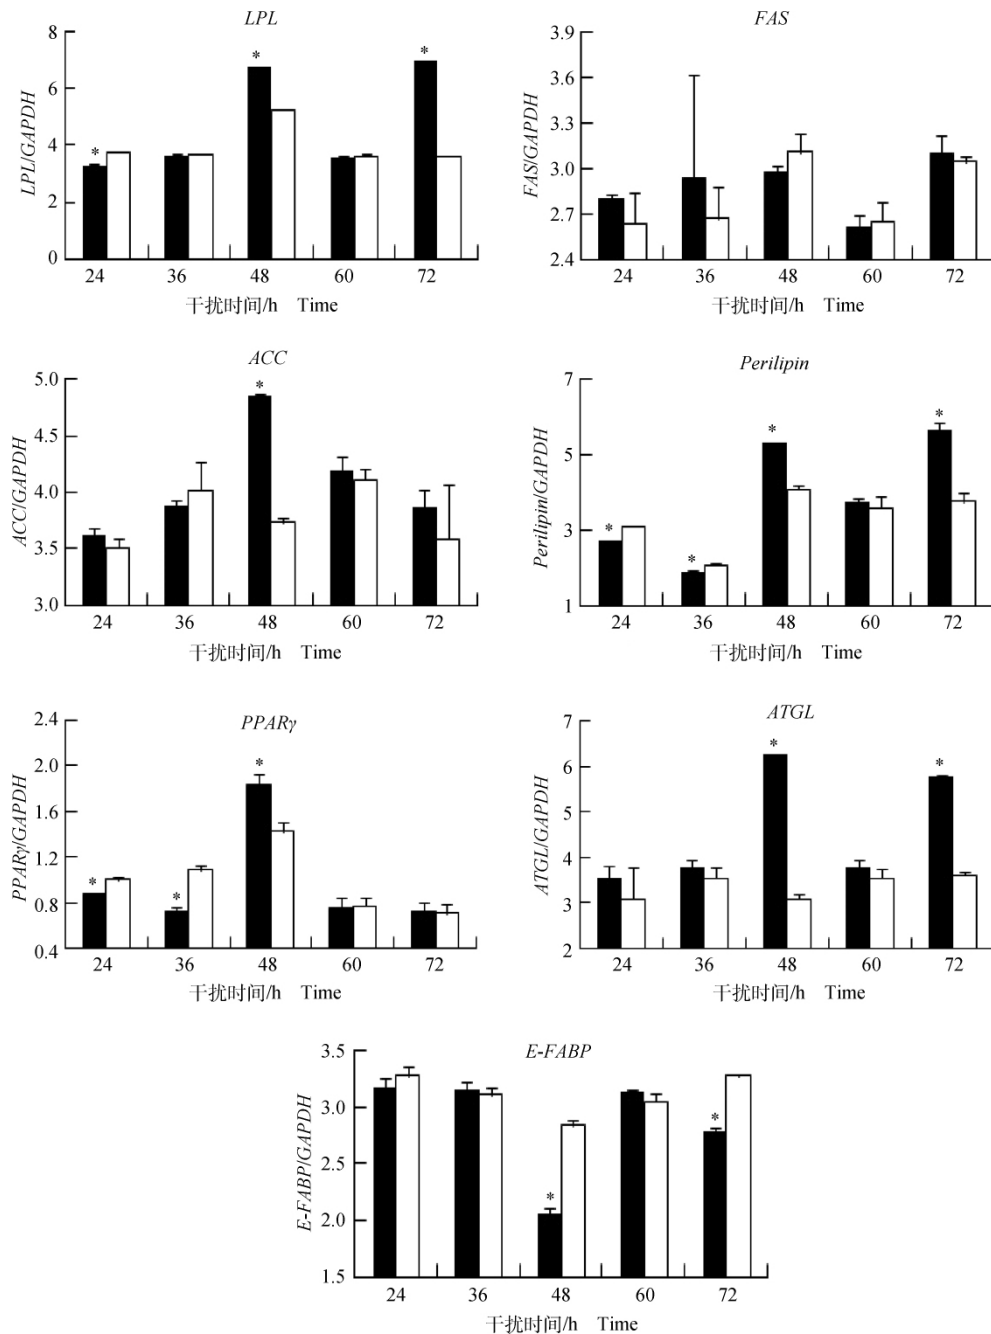 LPL
8
6
4
2
0
LPL/GAPDH
*
*
*
24 36 48 60 72
干扰时间/h Time
FAS
3.9
3.6
3.3
3.0
2.7
2.4
FAS/GAPDH
24 36 48 60 72
干扰时间/h Time
ACC
5.0
4.5
4.0
3.5
3.0
ACC/GAPDH
*
24 36 48 60 72
干扰时间/h Time
Perilipin
7
5
3
1
Perilipin/GAPDH
*
*
*
*
24 36 48 60 72
干扰时间/h Time
PPARγ
2.4
2.0
1.6
1.2
0.8
0.4
PPARγ/GAPDH
*
*
*
24 36 48 60 72
干扰时间/h Time
ATGL
7
6
5
4
3
2
ATGL/GAPDH
*
*
24 36 48 60 72
干扰时间/h Time
E-FABP
3.5
3.0
2.5
2.0
1.5
E-FABP/GAPDH
*
*
24 36 48 60 72
干扰时间/h Time